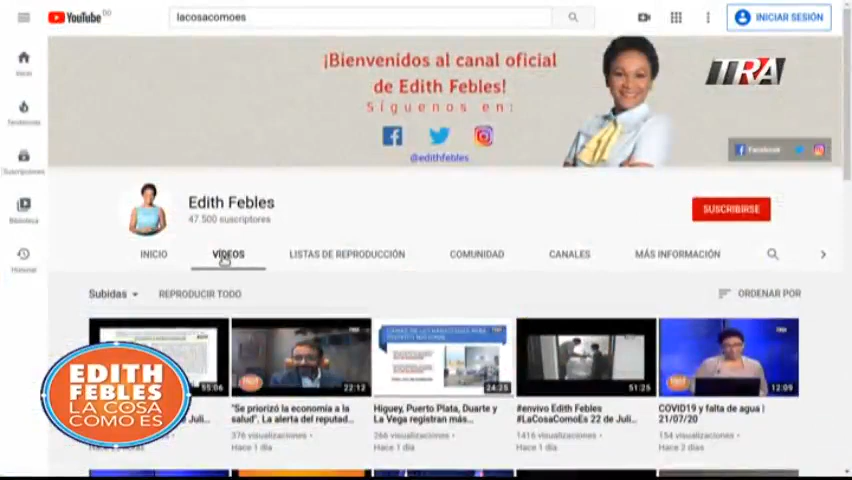 YouTube DO
lacosacomoes
INICIAR SESIÓN
¡Bienvenidos al canal oficial
de Edith Febles!
Síguenos en:
@edithfebles
TRA
Facebook
Inicio
Tendencias
Suscripciones
Biblioteca
Historial
Edith Febles
47.500 suscriptores
SUSCRIBIRSE
INICIO
VÍDEOS
LISTAS DE REPRODUCCIÓN
COMUNIDAD
CANALES
MÁS INFORMACIÓN
Subidas
REPRODUCIR TODO
ORDENAR POR
55:06
22:12
24:25
51:25
12:09
EDITH
FEBLES
LA COSA
COMO ES
"Se priorizó la economía a la
salud". La alerta del reputad...
376 visualizaciones •
Hace 1 día
Higuey, Puerto Plata, Duarte y
La Vega registran más...
266 visualizaciones •
Hace 1 día
#envivo Edith Febles
#LaCosaComoEs 22 de Juli...
1416 visualizaciones •
Hace 1 día
COVID19 y falta de agua |
21/07/20
154 visualizaciones •
Hace 2 días